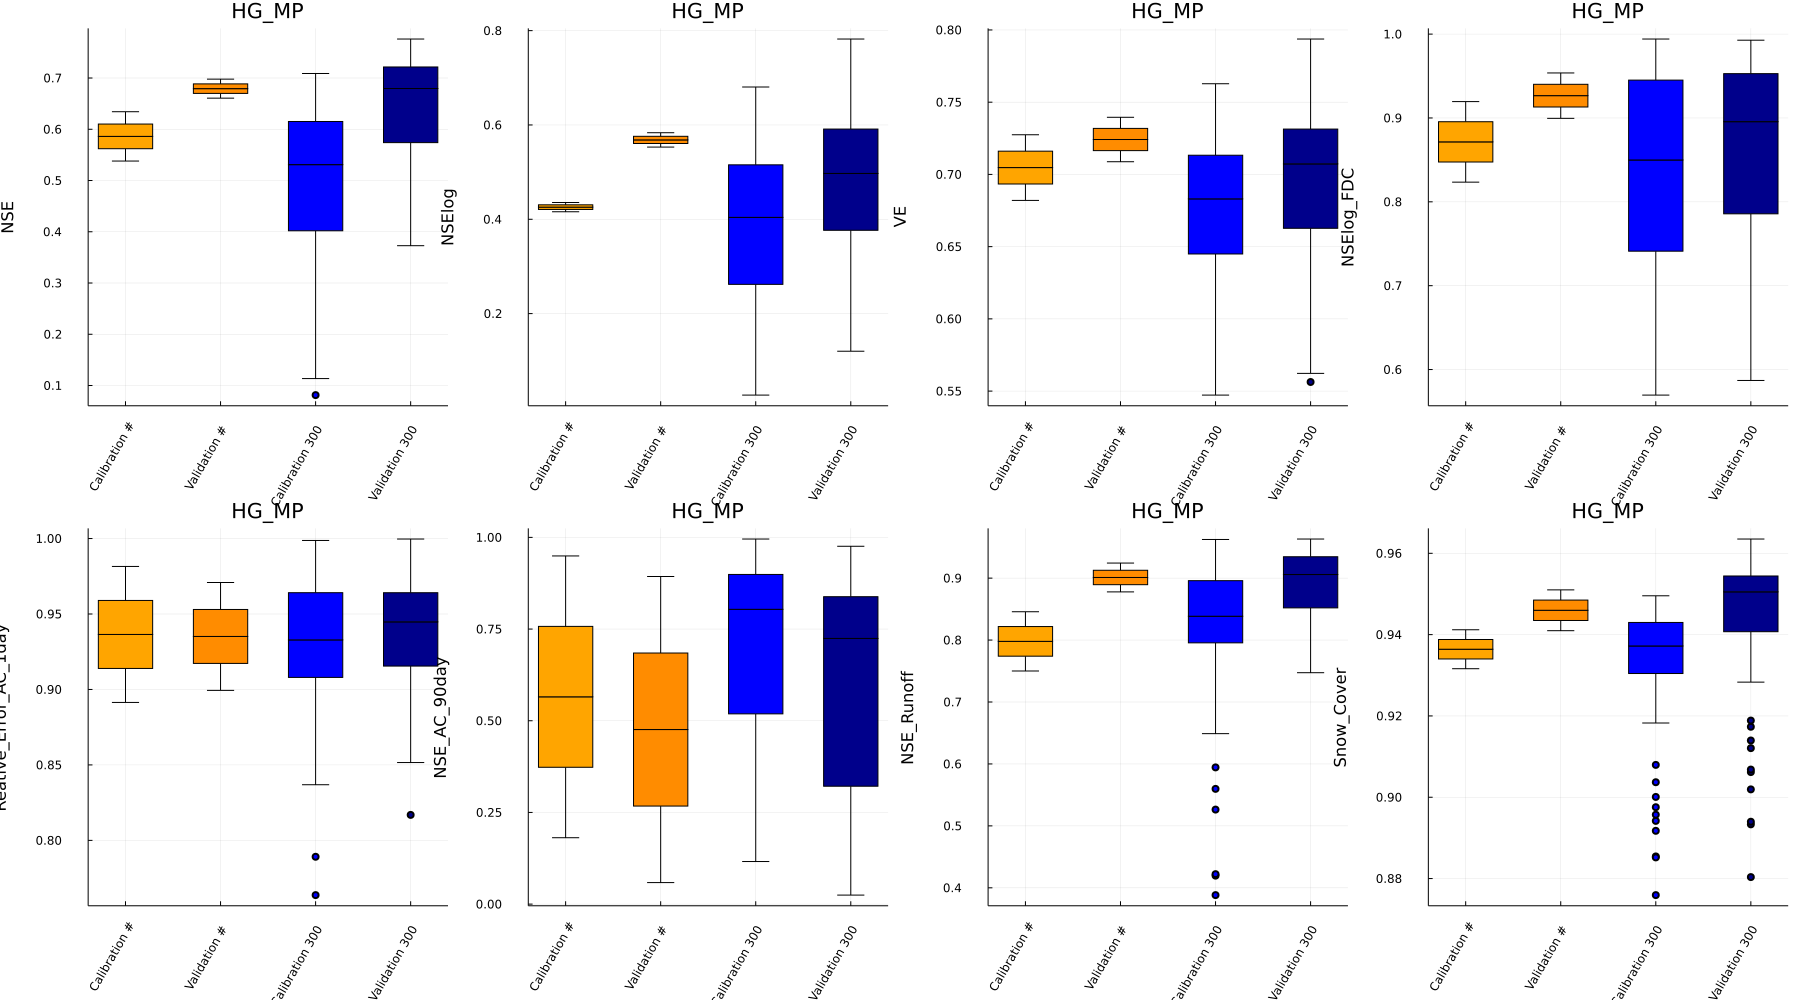 HG_MP
NSE
0.7
0.6
0.5
0.4
0.3
0.2
0.1
Calibration #
Validation #
Calibration 300
Validation 300
HG_MP
NSElog
0.8
0.6
0.4
0.2
Calibration #
Validation #
Calibration 300
Validation 300
HG_MP
VE
0.80
0.75
0.70
0.65
0.60
0.55
Calibration #
Validation #
Calibration 300
Validation 300
HG_MP
NSElog_FDC
1.0
0.9
0.8
0.7
0.6
Calibration #
Validation #
Calibration 300
Validation 300
HG_MP
Reative_Error_AC_1day
1.00
0.95
0.90
0.85
0.80
Calibration #
Validation #
Calibration 300
Validation 300
HG_MP
NSE_AC_90day
1.00
0.75
0.50
0.25
0.00
Calibration #
Validation #
Calibration 300
Validation 300
HG_MP
NSE_Runoff
0.9
0.8
0.7
0.6
0.5
0.4
Calibration #
Validation #
Calibration 300
Validation 300
HG_MP
Snow_Cover
0.96
0.94
0.92
0.90
0.88
Calibration #
Validation #
Calibration 300
Validation 300